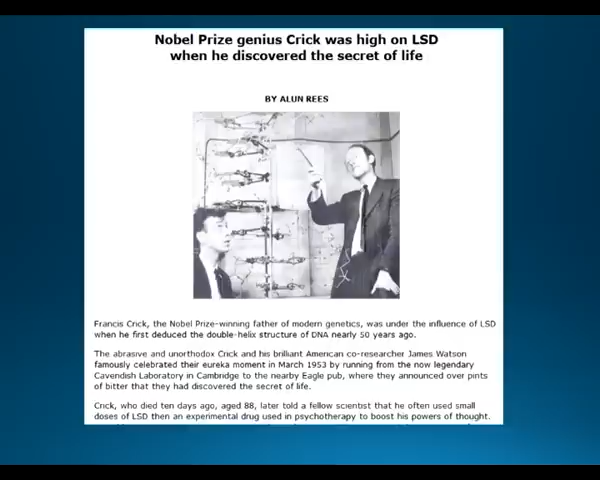 Nobel Prize genius Crick was high on LSD
when he discovered the secret of life
BY ALUN REES
Francis Crick, the Nobel Prize-winning father of modern genetics, was under the influence of LSD
when he first deduced the double-helix structure of DNA nearly 50 years ago.
The abrasive and unorthodox Crick and his brilliant American co-researcher James Watson
famously celebrated their eureka moment in March 1953 by running from the now legendary
Cavendish Laboratory in Cambridge to the nearby Eagle pub, where they announced over pints
of bitter that they had discovered the secret of life.
Crick, who died ten days ago, aged 88, later told a fellow scientist that he often used small
doses of LSD then an experimental drug used in psychotherapy to boost his powers of thought.